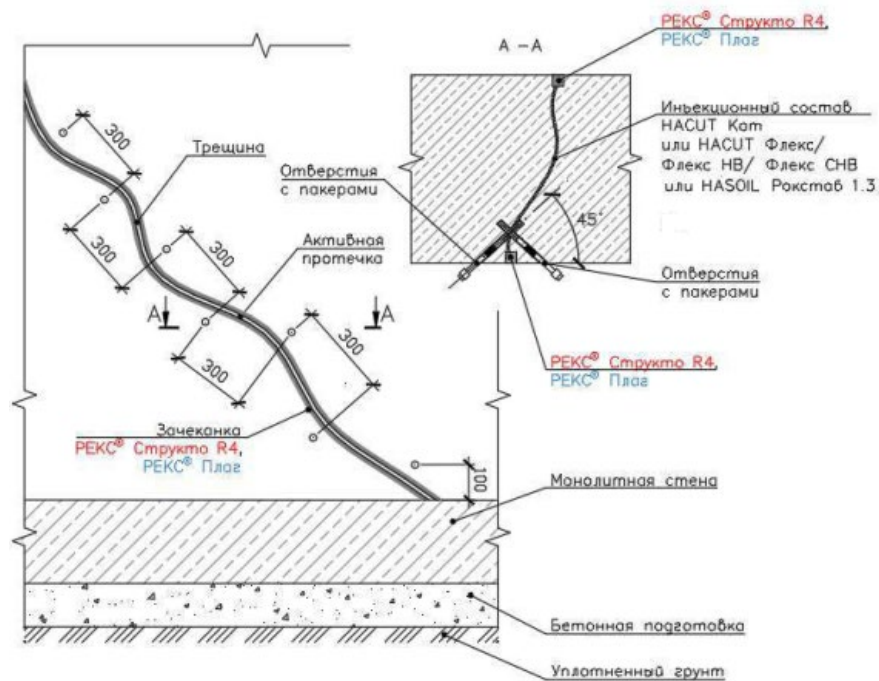 РЕКС® Структо R4,
РЕКС® Плаг
А – А
300
Трещина
Отверстия
с пакерами
Инъекционный состав
HACUT Кат
или HACUT Флекс/
Флекс НВ/ Флекс СНВ
или HASOIL Рокстаб 1.3
45°
300
300
Активная
протечка
Отверстия
с пакерами
А
А
300
300
РЕКС® Структо R4,
РЕКС® Плаг
Зачеканка
РЕКС® Структо R4,
РЕКС® Плаг
100
Монолитная стена
Бетонная подготовка
Уплотненный грунт